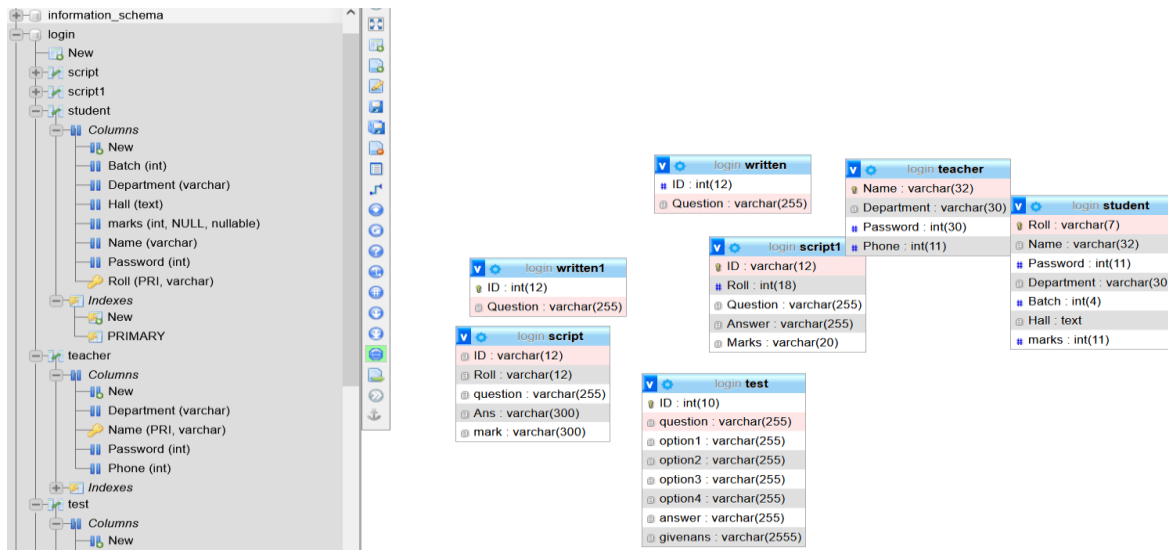 information_schema
login
New
script
script1
student
Columns
New
Batch (int)
Department (varchar)
Hall (text)
marks (int, NULL, nullable)
Name (varchar)
Password (int)
Roll (PRI, varchar)
Indexes
New
PRIMARY
teacher
Columns
New
Department (varchar)
Name (PRI, varchar)
Password (int)
Phone (int)
Indexes
test
Columns
New
v login written
# ID : int(12)
Question : varchar(255)
v login teacher
Name : varchar(32)
Department : varchar(30)
# Password : int(30)
# Phone : int(11)
v login student
Roll : varchar(7)
Name : varchar(32)
# Password : int(11)
Department : varchar(30
# Batch : int(4)
Hall : text
# marks : int(11)
v login script1
ID : varchar(12)
# Roll : int(18)
Question : varchar(255)
Answer : varchar(255)
Marks : varchar(20)
v login written1
ID : int(12)
Question : varchar(255)
v login script
ID : varchar(12)
Roll : varchar(12)
question : varchar(255)
Ans : varchar(300)
mark : varchar(300)
v login test
ID : int(10)
question : varchar(255)
option1 : varchar(255)
option2 : varchar(255)
option3 : varchar(255)
option4 : varchar(255)
answer : varchar(255)
givenans : varchar(2555)